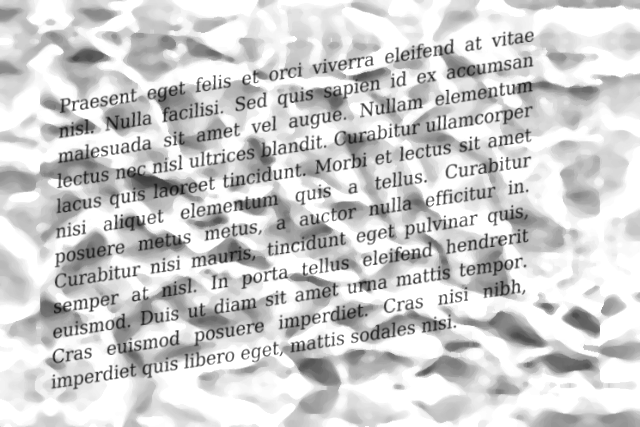 Praesent eget felis et orci viverra eleifend at vitae
nisl. Nulla facilisi. Sed quis sapien id ex accumsan
malesuada sit amet vel augue. Nullam elementum
lectus nec nisl ultrices blandit. Curabitur ullamcorper
lacus quis laoreet tincidunt. Morbi et lectus sit amet
nisi aliquet elementum quis a tellus. Curabitur
posuere metus metus, a auctor nulla efficitur in.
Curabitur nisi mauris, tincidunt eget pulvinar quis,
semper at nisl. In porta tellus eleifend hendrerit
euismod. Duis ut diam sit amet urna mattis tempor.
Cras euismod posuere imperdiet. Cras nisi nibh,
imperdiet quis libero eget, mattis sodales nisi.